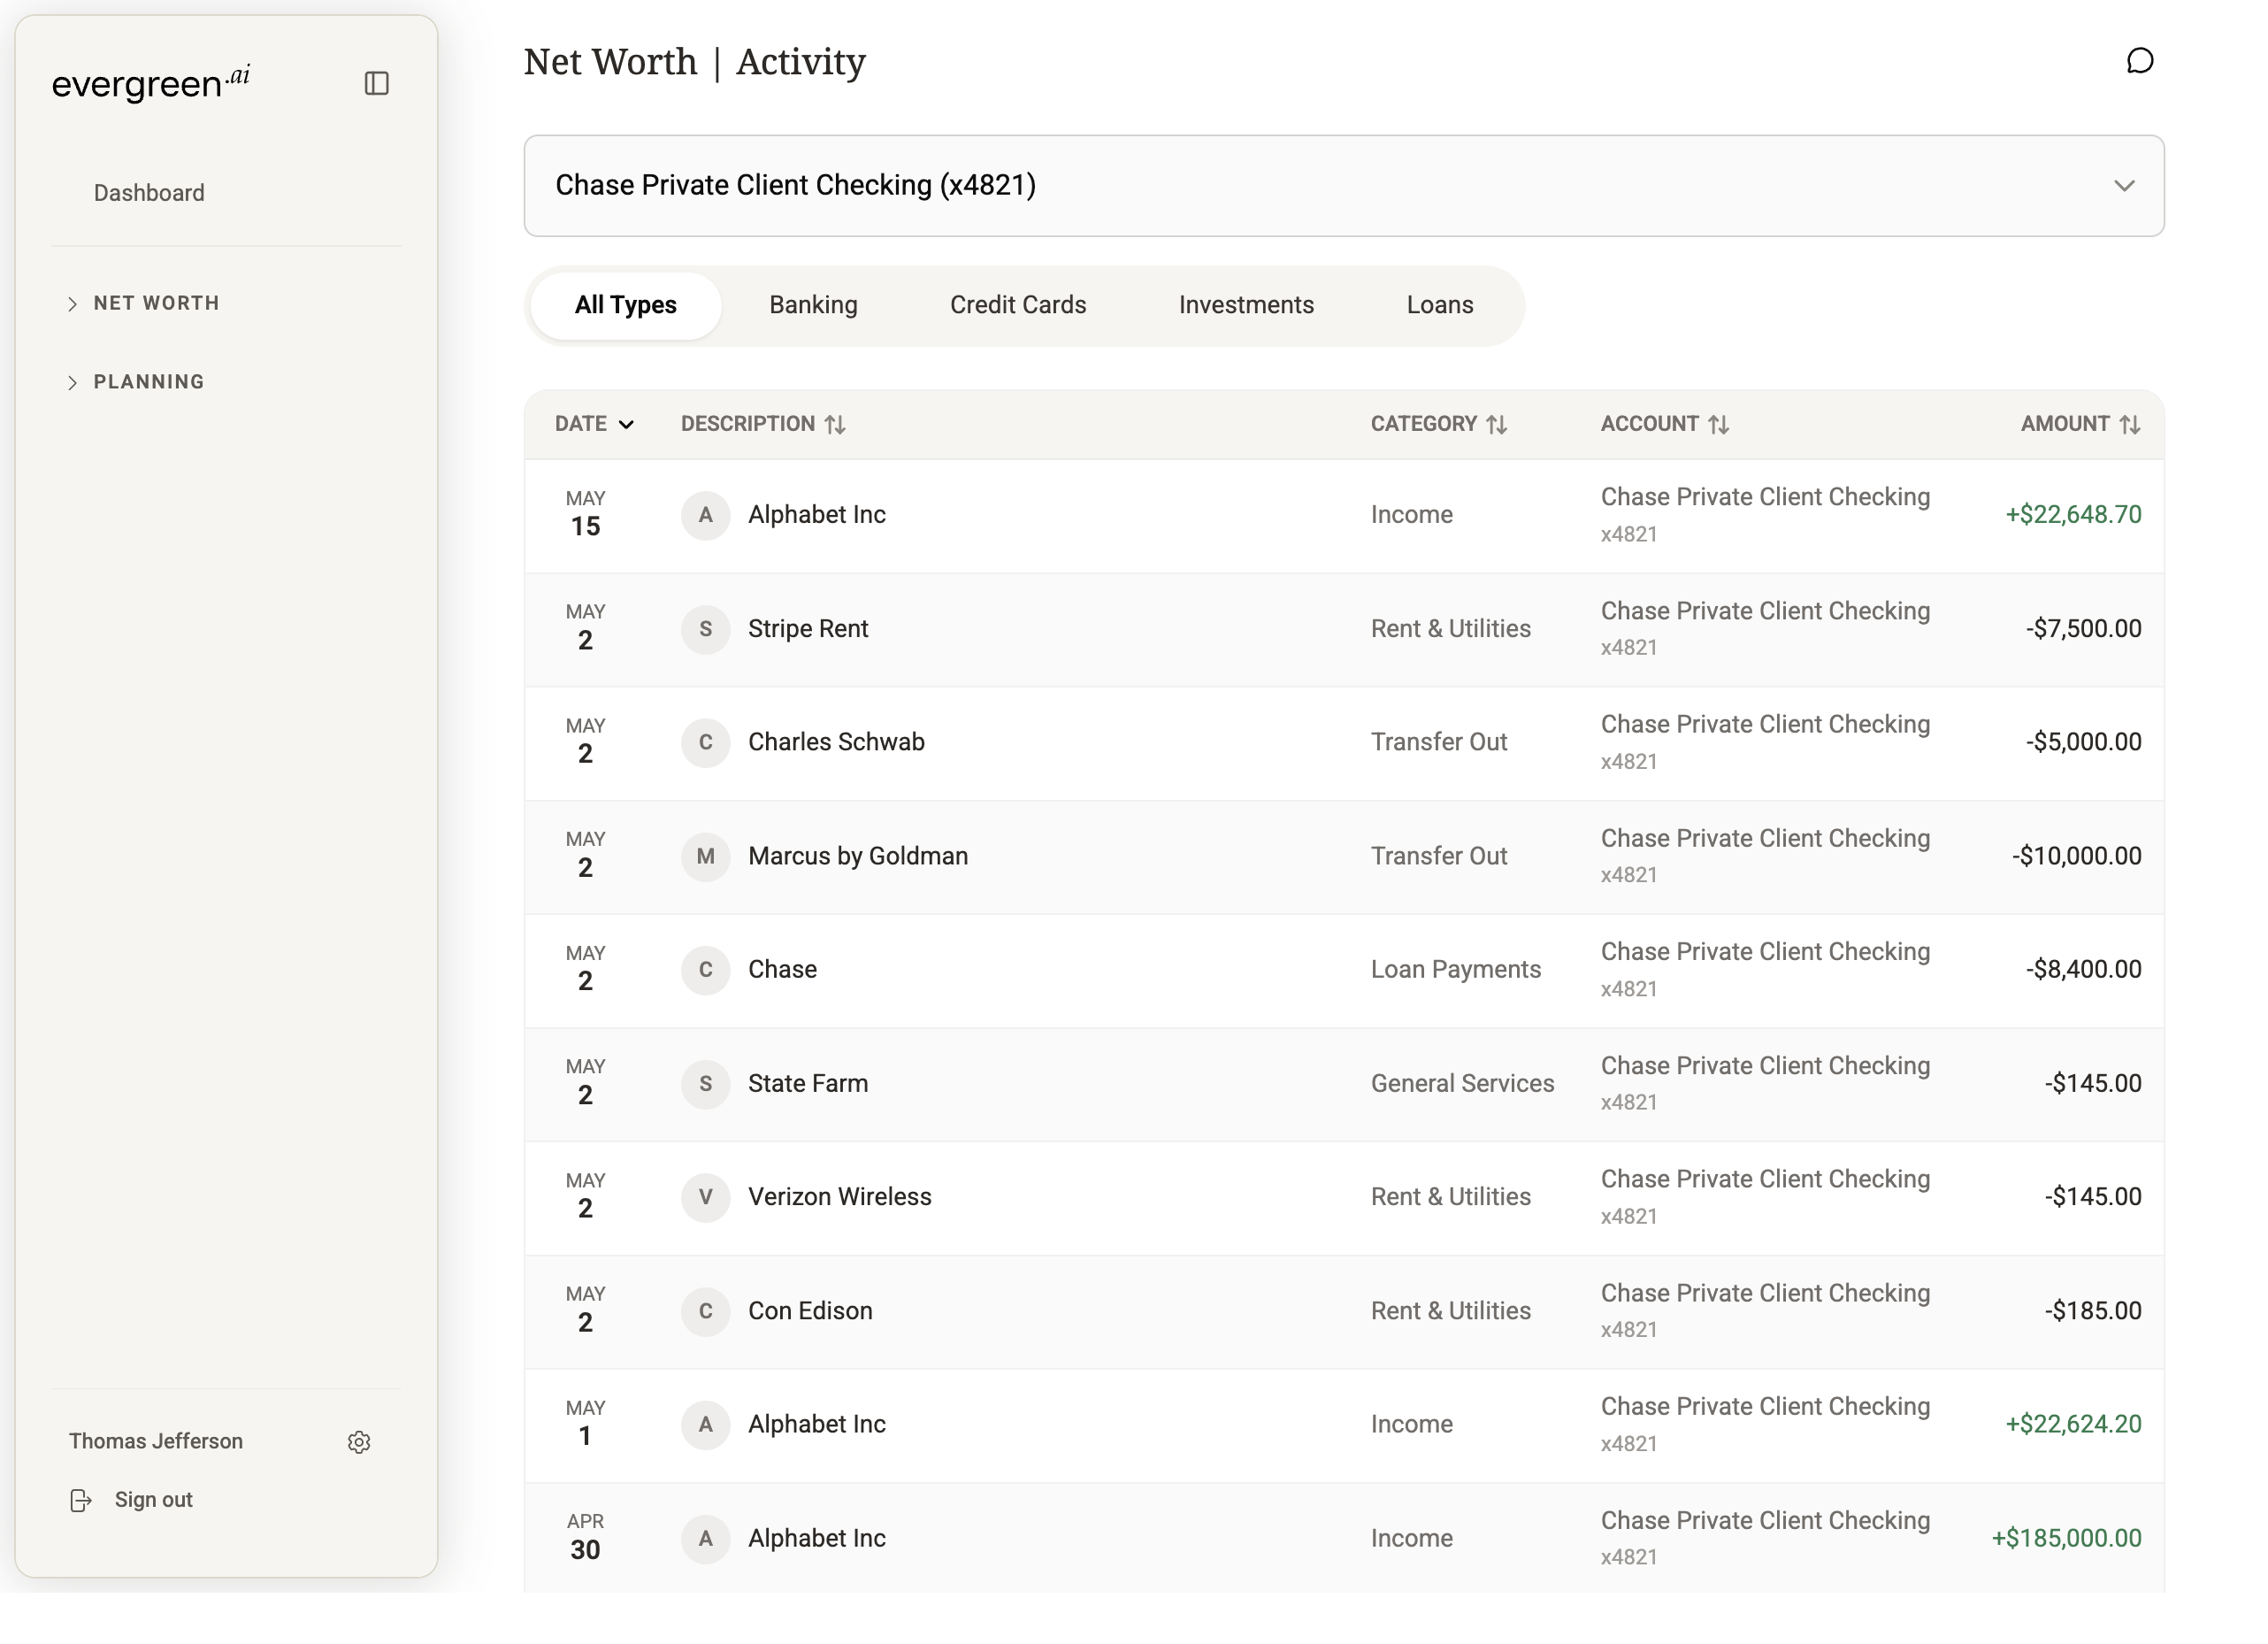 evergreen.ai
Dashboard
NET WORTH
PLANNING
Thomas Jefferson
Sign out
Net Worth | Activity
Chase Private Client Checking (x4821)
All Types Banking Credit Cards Investments Loans
DATE DESCRIPTION CATEGORY ACCOUNT AMOUNT
MAY 15 A Alphabet Inc Income Chase Private Client Checking x4821 +$22,648.70
MAY 2 S Stripe Rent Rent & Utilities Chase Private Client Checking x4821 -$7,500.00
MAY 2 C Charles Schwab Transfer Out Chase Private Client Checking x4821 -$5,000.00
MAY 2 M Marcus by Goldman Transfer Out Chase Private Client Checking x4821 -$10,000.00
MAY 2 C Chase Loan Payments Chase Private Client Checking x4821 -$8,400.00
MAY 2 S State Farm General Services Chase Private Client Checking x4821 -$145.00
MAY 2 V Verizon Wireless Rent & Utilities Chase Private Client Checking x4821 -$145.00
MAY 2 C Con Edison Rent & Utilities Chase Private Client Checking x4821 -$185.00
MAY 1 A Alphabet Inc Income Chase Private Client Checking x4821 +$22,624.20
APR 30 A Alphabet Inc Income Chase Private Client Checking x4821 +$185,000.00